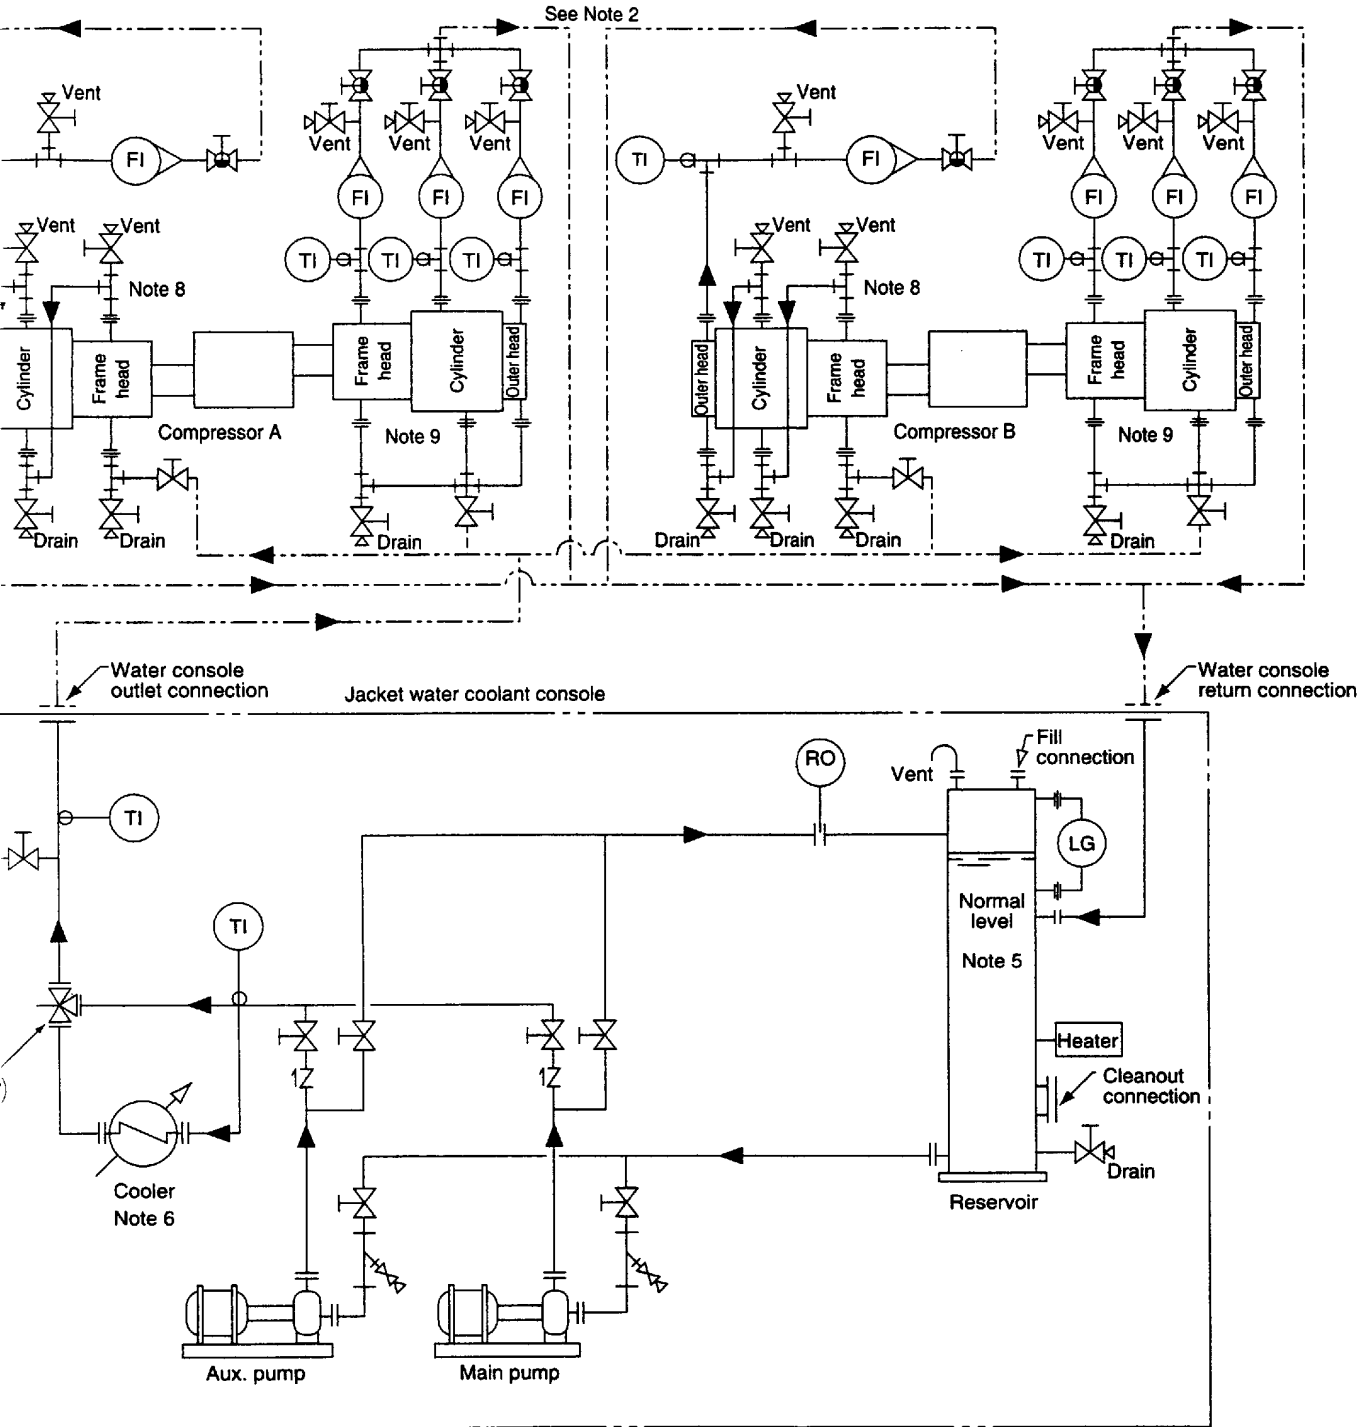 See Note 2
Vent
Vent
FI
FI
Vent
Vent
Vent
Vent
Vent
Vent
TI
FI
FI
FI
FI
FI
FI
FI
Vent
Vent
Vent
Vent
TI
TI
TI
TI
TI
TI
Note 8
Note 8
Cylinder
Frame head
Frame head
Cylinder
Outer head
Outer head
Cylinder
Frame head
Frame head
Cylinder
Outer head
Compressor A
Note 9
Compressor B
Note 9
Drain
Drain
Drain
Drain
Drain
Drain
Drain
Water console
outlet connection
Jacket water coolant console
Water console
return connection
RO
Vent
Fill
connection
TI
LG
Normal
level
TI
Note 5
Heater
Cleanout
connection
Cooler
Note 6
Drain
Reservoir
Aux. pump
Main pump